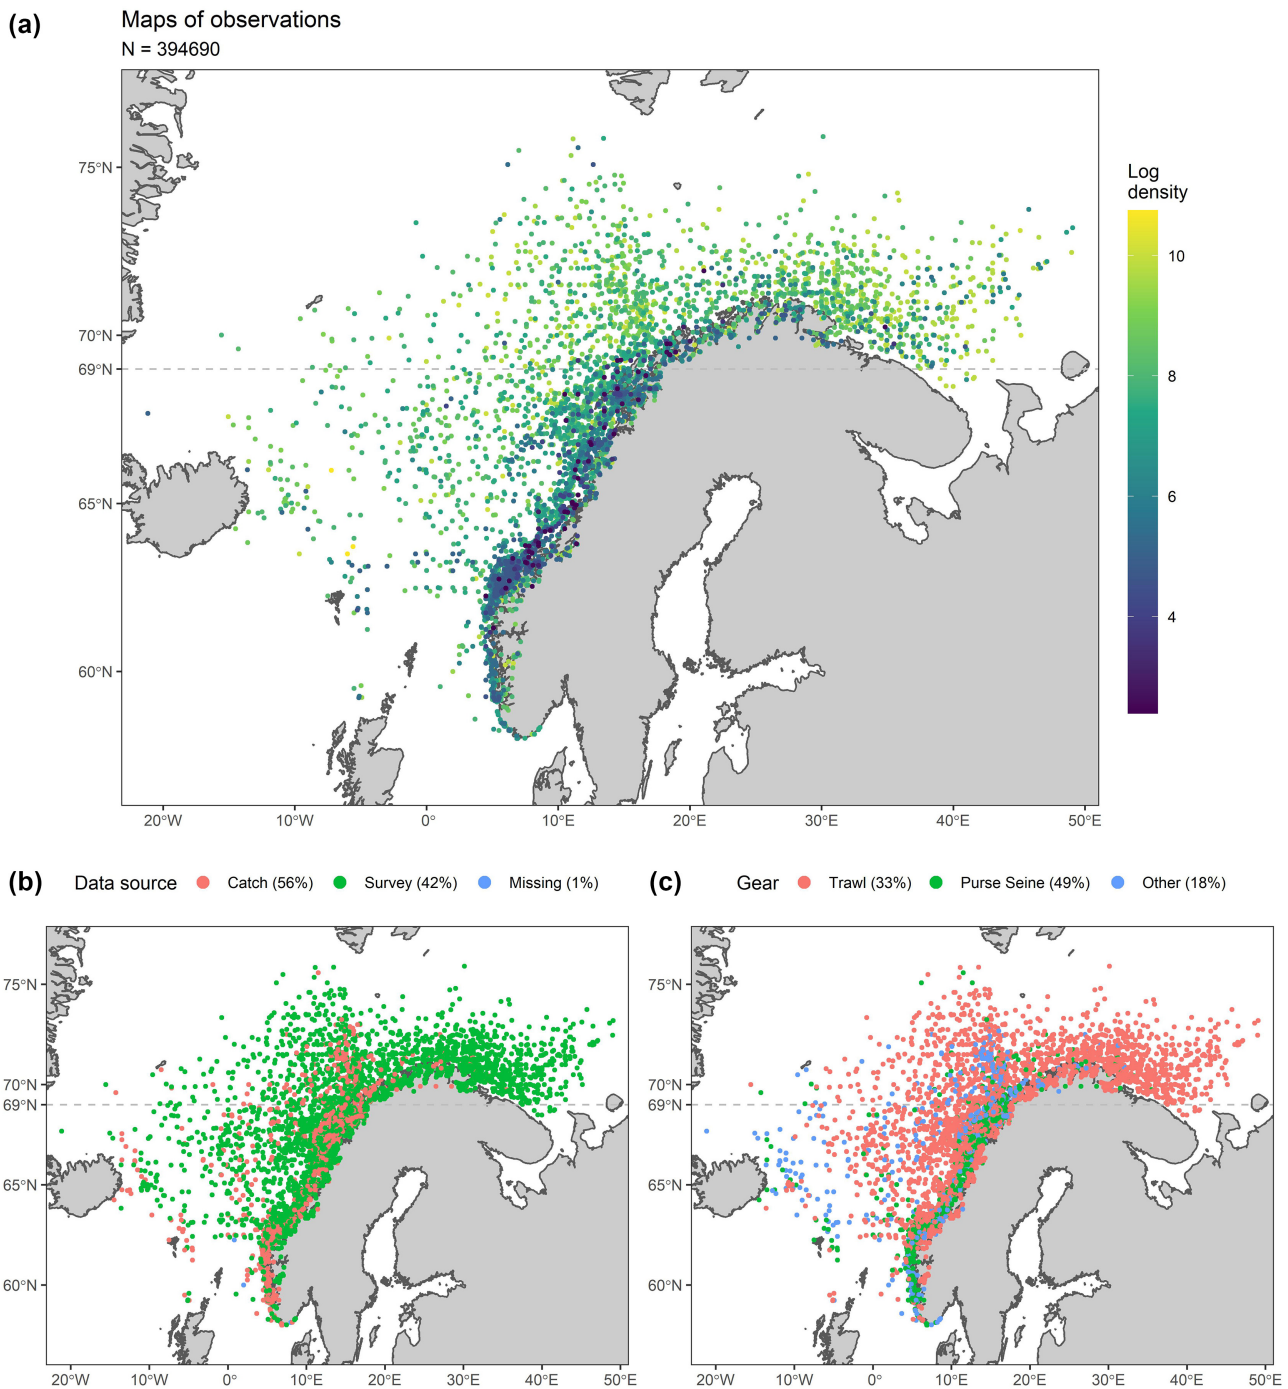 (a)
Maps of observations
N = 394690
75°N
70°N
69°N
65°N
60°N
20°W 10°W 0° 10°E 20°E 30°E 40°E 50°E
Log
density
10
8
6
4
(b) Data source Catch (56%) Survey (42%) Missing (1%)
75°N
70°N
69°N
65°N
60°N
20°W 10°W 0° 10°E 20°E 30°E 40°E 50°E
(c) Gear Trawl (33%) Purse Seine (49%) Other (18%)
75°N
70°N
69°N
65°N
60°N
20°W 10°W 0° 10°E 20°E 30°E 40°E 50°E